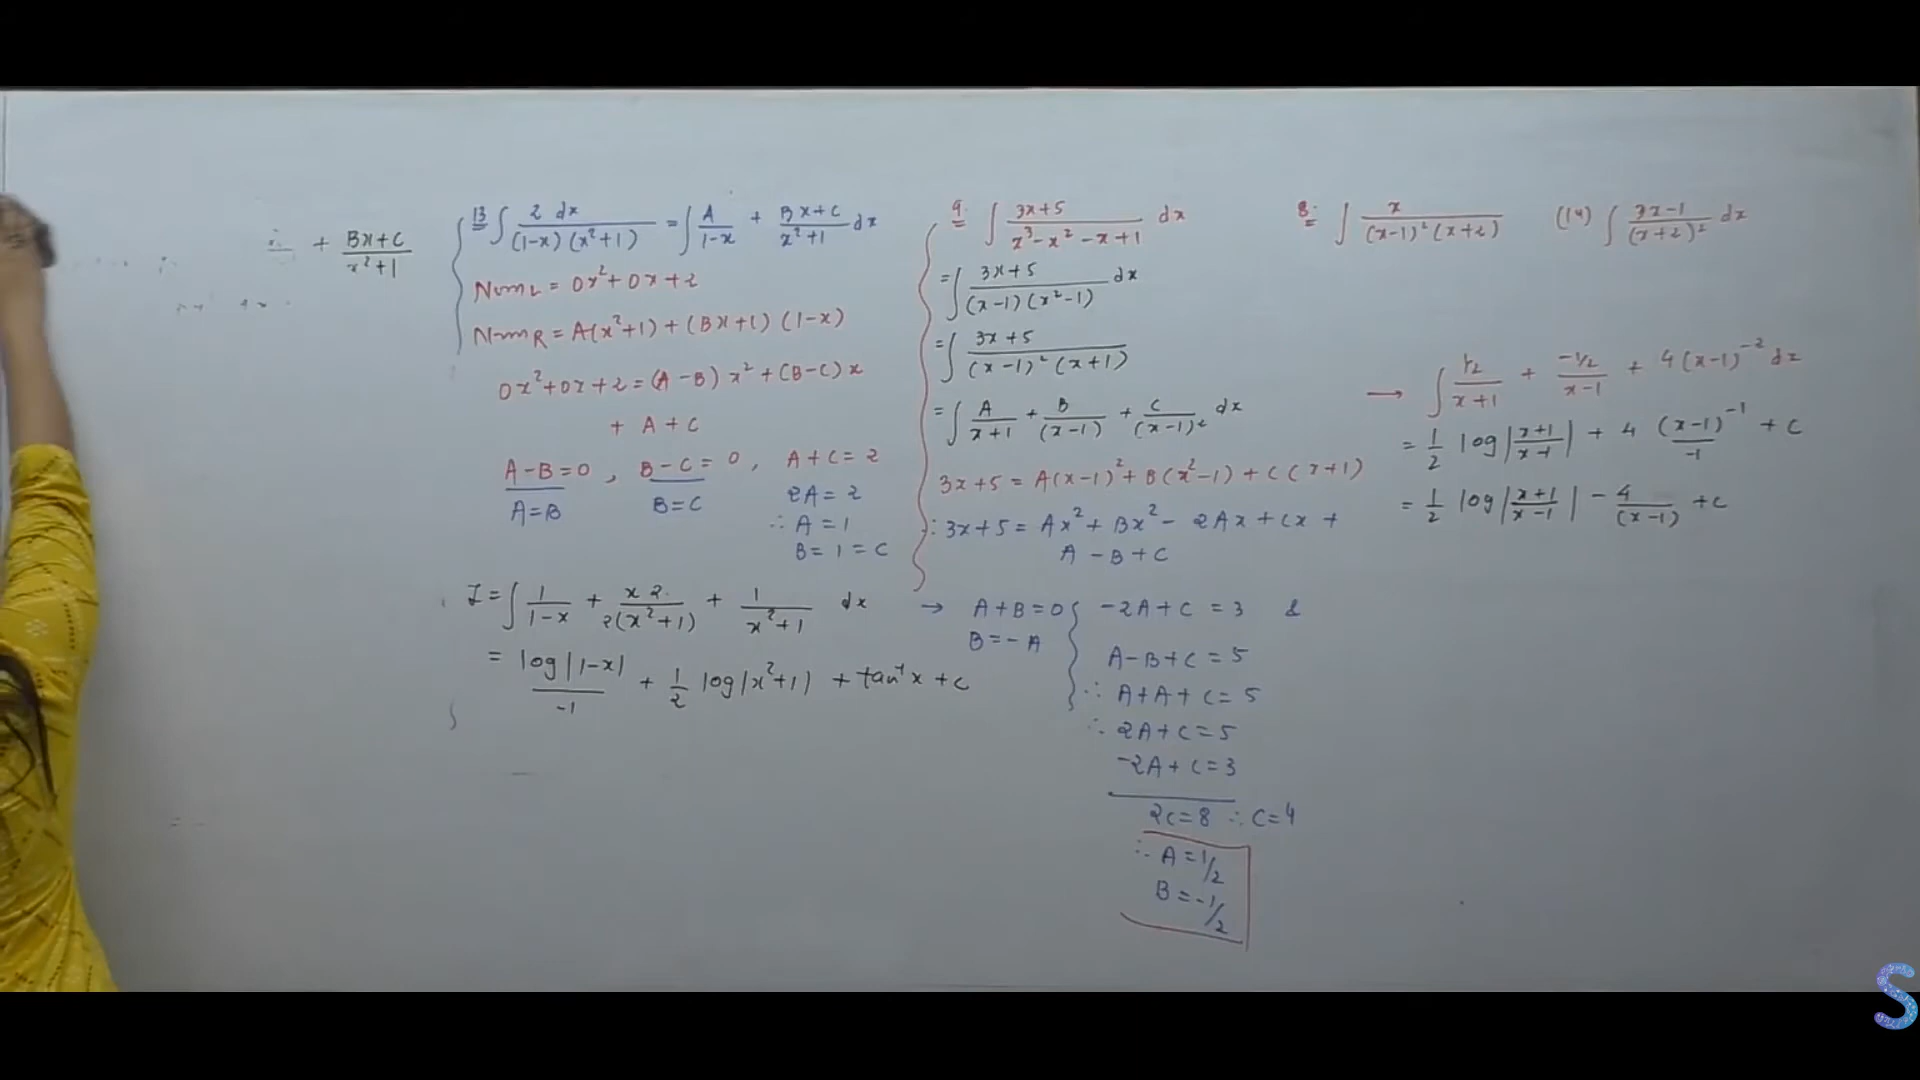 + Bx+C / x²+1
13 ∫ 2 dx / (1-x) (x²+1) = ∫ A / 1-x + Bx+C / x²+1 dx
Num_L = 0x²+0x+2
Num_R = A(x²+1) + (Bx+1) (1-x)
0x²+0x+2 = (A-B) x² + (B-C) x
+ A+C
A-B=0 , B-C=0 , A+C=2
A=B B=C 2A=2
∴ A=1
B=1=C
I = ∫ 1 / 1-x + x 2 / 2(x²+1) + 1 / x²+1 dx
= log|1-x| / -1 + 1/2 log|x²+1| + tan⁻¹x + c
9. ∫ 3x+5 / x³-x²-x+1 dx
= ∫ 3x+5 / (x-1) (x²-1) dx
= ∫ 3x+5 / (x-1)² (x+1)
= ∫ A / x+1 + B / (x-1) + C / (x-1)² dx
3x+5 = A(x-1)² + B(x²-1) + C (x+1)
∴ 3x+5 = Ax² + Bx² - 2Ax + Cx +
A - B + C
→ A+B=0 -2A+C = 3 &
B=-A
A-B+C = 5
∴ A+A+C = 5
∴ 2A+C=5
-2A+C=3
2C=8 ∴ C=4
∴ A=1/2
B=-1/2
8. ∫ x / (x-1)² (x+2) (14) ∫ 3x-1 / (x+2)² dx
→ ∫ 1/2 / x+1 + -1/2 / x-1 + 4(x-1)⁻² dx
= 1/2 log|x+1 / x-1| + 4 (x-1)⁻¹ / -1 + C
= 1/2 log|x+1 / x-1| - 4 / (x-1) + C
S